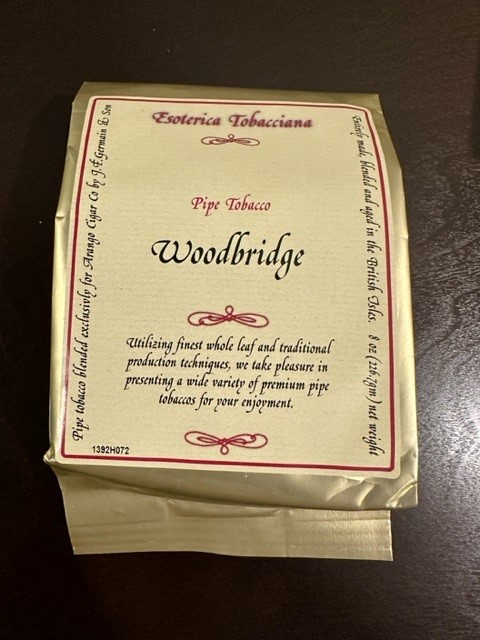 Esoterica Tobacciana
Pipe Tobacco
Woodbridge
Utilizing finest whole leaf and traditional
production techniques, we take pleasure in
presenting a wide variety of premium pipe
tobaccos for your enjoyment.
1392H072
Pipe tobacco blended exclusivly for Arango Cigar Co by J.F.Germain & Son
Entirely made, blended and aged in the British Isles. 8 oz (226.7gm) net weight